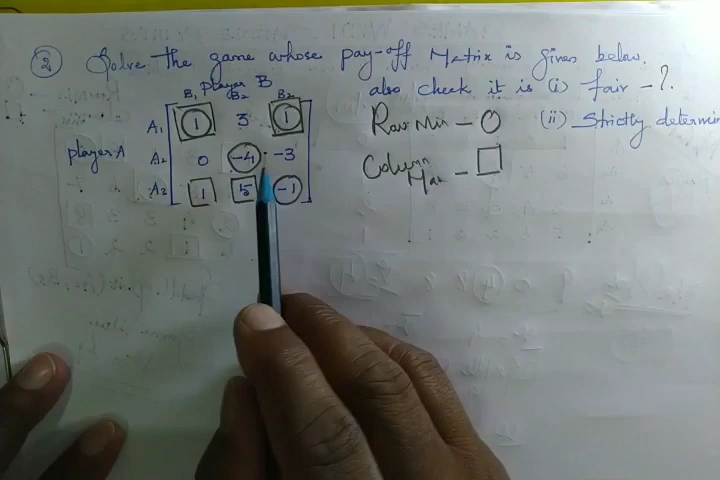 ② Solve the game whose pay-off Matrix is given below.
also check it is (i) fair - ?
(ii) Strictly determin
Player B
B₁ B₂ B₂
A₁ 1 3 1
player A A₂ 0 -4 -3
A₂ 1 5 -1
Row Min - O
Column Max - □